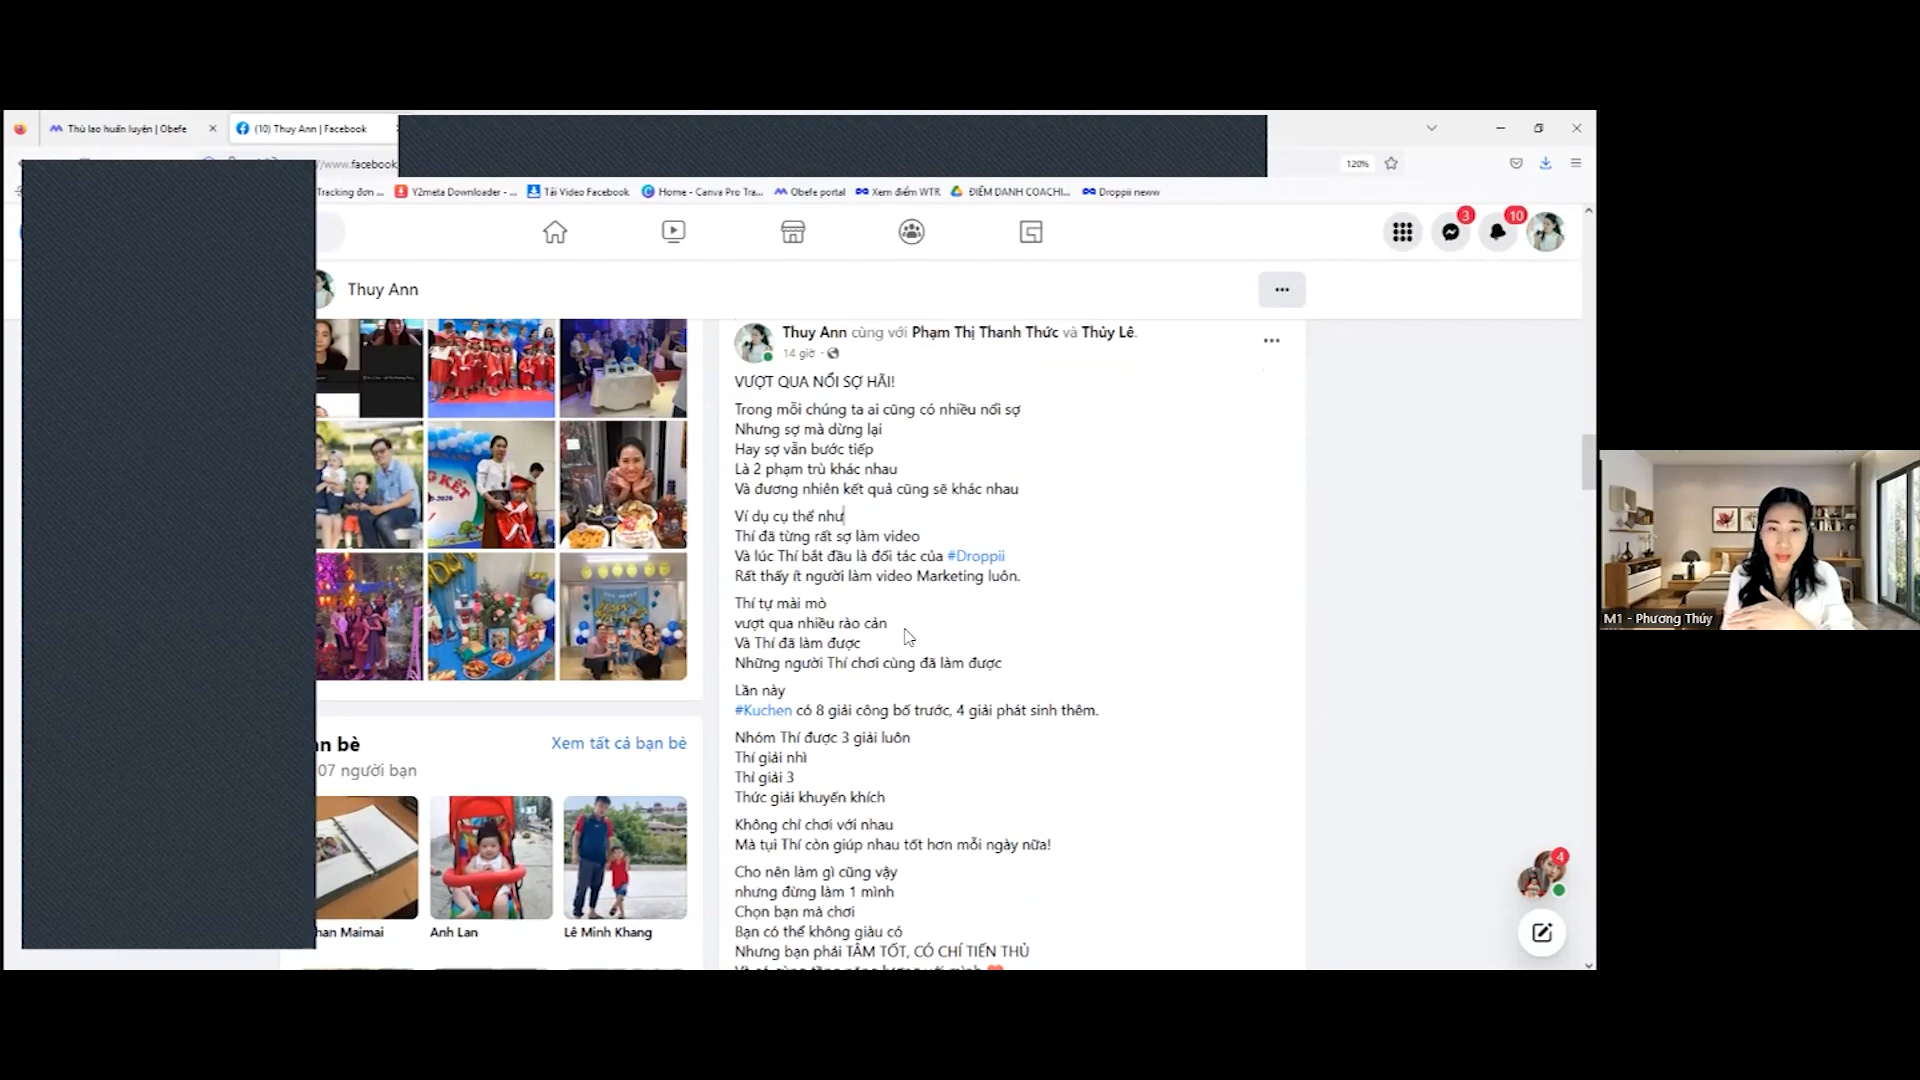 Thù lao huấn luyện | Obefe
(10) Thuy Ann | Facebook
/www.facebook
120%
Tracking đơn ...
Y2meta Downloader - ...
Tải Video Facebook
Home - Canva Pro Tra...
Obefe portal
Xem điểm WTR
ĐIỂM DANH COACHI...
Droppii neww
3
10
Thuy Ann
Thuy Ann cùng với Phạm Thị Thanh Thức và Thủy Lê.
14 giờ
VƯỢT QUA NỔI SỢ HÃI!
Trong mỗi chúng ta ai cũng có nhiều nổi sợ
Nhưng sợ mà dừng lại
Hay sợ vẫn bước tiếp
Là 2 phạm trù khác nhau
Và đương nhiên kết quả cũng sẽ khác nhau
Ví dụ cụ thể như
Thí đã từng rất sợ làm video
Và lúc Thí bắt đầu là đối tác của #Droppii
Rất thấy ít người làm video Marketing luôn.
Thí tự mài mò
vượt qua nhiều rào cản
Và Thí đã làm được
Những người Thí chơi cùng đã làm được
Lần này
#Kuchen có 8 giải công bố trước, 4 giải phát sinh thêm.
Nhóm Thí được 3 giải luôn
Thí giải nhì
Thí giải 3
Thức giải khuyến khích
Không chỉ chơi với nhau
Mà tụi Thí còn giúp nhau tốt hơn mỗi ngày nữa!
Cho nên làm gì cũng vậy
nhưng đừng làm 1 mình
Chọn bạn mà chơi
Bạn có thể không giàu có
Nhưng bạn phải TÂM TỐT, CÓ CHÍ TIẾN THỦ
n bè
Xem tất cả bạn bè
07 người bạn
han Maimai
Anh Lan
Lê Minh Khang
4
M1 - Phương Thúy